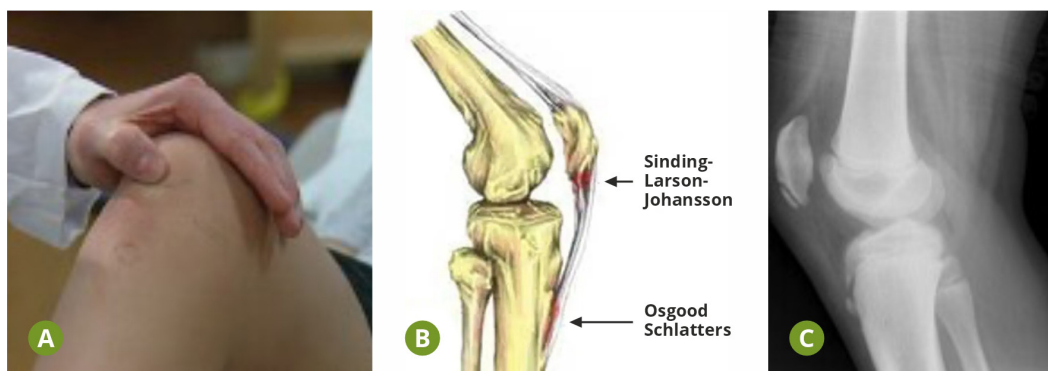 Sinding-
Larson-
Johansson
Osgood
Schlatters
A
B
C